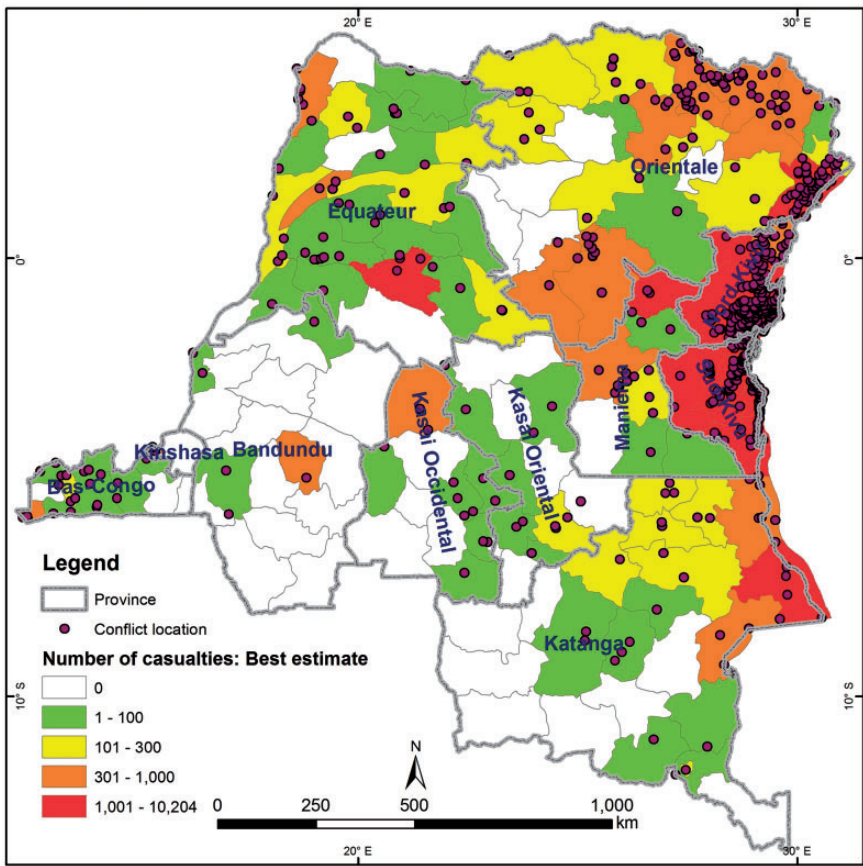 20° E
30° E
Orientale
Equateur
0°
0°
Nord-Kivu
Sud-Kivu
Maniema
Kasai Occidental
Kasai Oriental
Kinshasa
Bandundu
Bas-Congo
Katanga
Legend
Province
Conflict location
Number of casualties: Best estimate
0
1 - 100
101 - 300
301 - 1,000
1,001 - 10,204
10° S
10° S
N
0
250
500
1,000
km
20° E
30° E